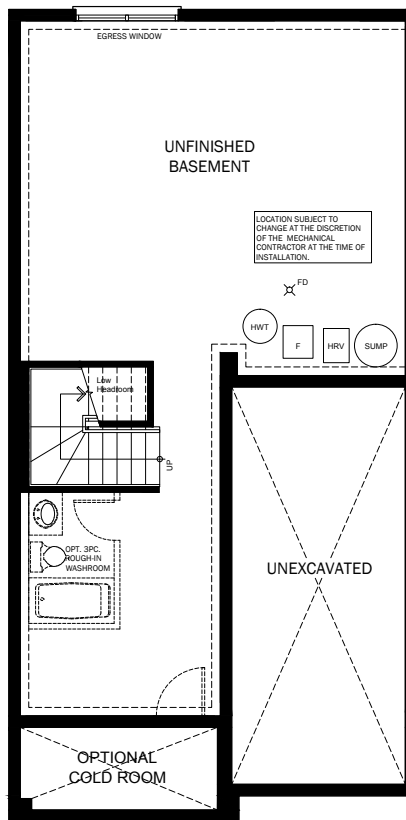 EGRESS WINDOW
UNFINISHED
BASEMENT
LOCATION SUBJECT TO
CHANGE AT THE DISCRETION
OF THE MECHANICAL
CONTRACTOR AT THE TIME OF
INSTALLATION.
FD
HWT
F
HRV
SUMP
Low
Headroom
UP
OPT. 3PC.
ROUGH-IN
WASHROOM
UNEXCAVATED
OPTIONAL
COLD ROOM